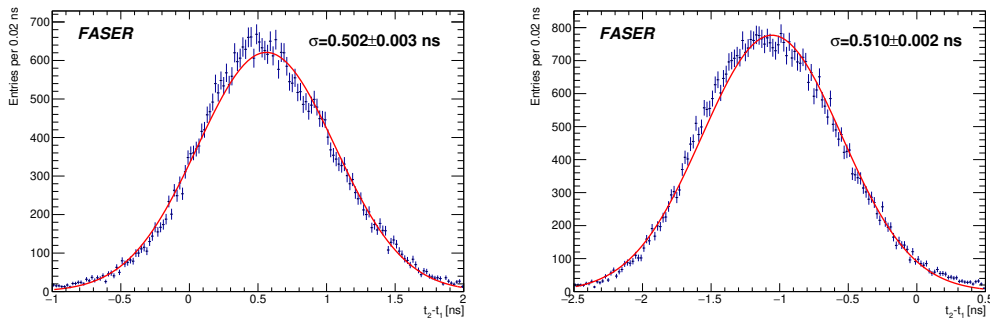 Entries per 0.02 ns
700
600
500
400
300
200
100
0
FASER
σ=0.502±0.003 ns
−1 −0.5 0 0.5 1 1.5 2
t₂-t₁ [ns]
Entries per 0.02 ns
800
700
600
500
400
300
200
100
0
FASER
σ=0.510±0.002 ns
−2.5 −2 −1.5 −1 −0.5 0 0.5
t₂-t₁ [ns]